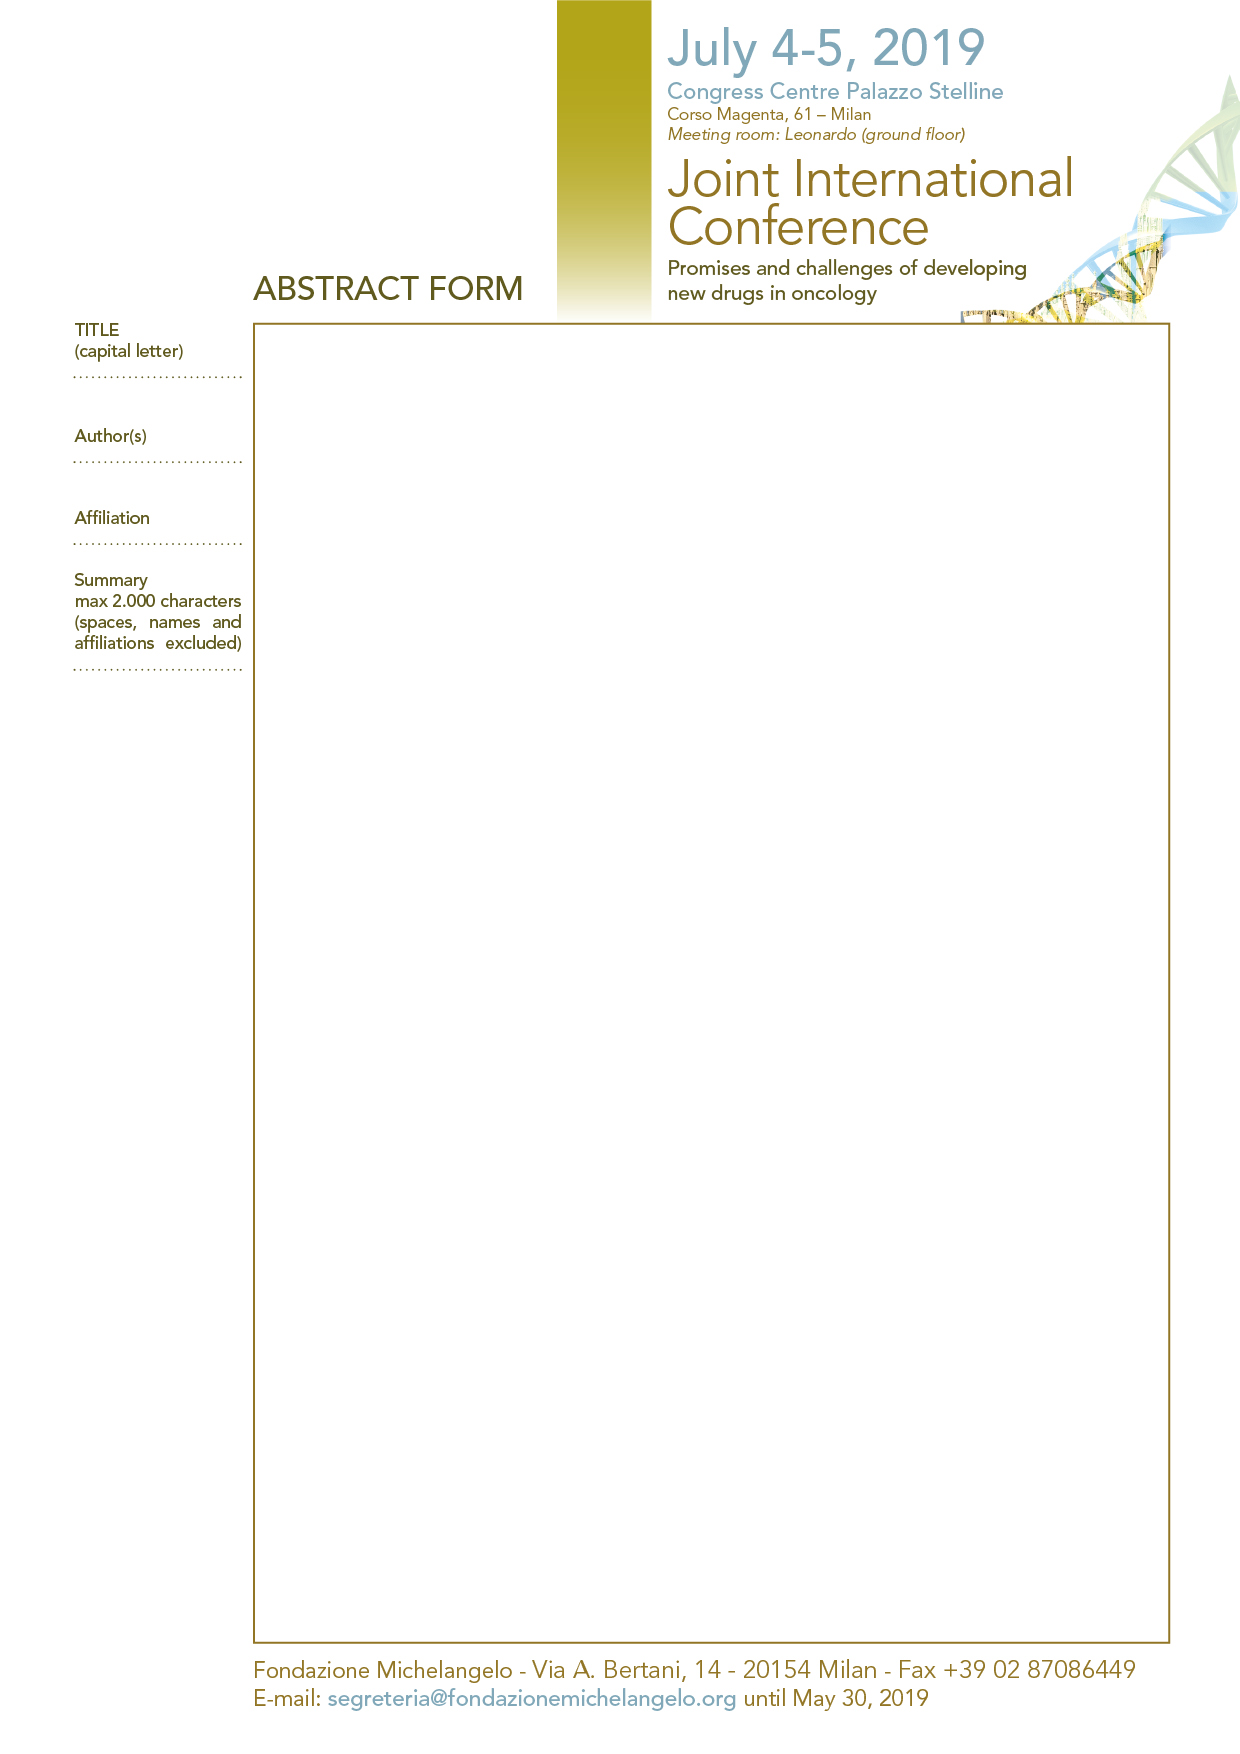 July 4-5, 2019
Congress Centre Palazzo Stelline
Corso Magenta, 61 – Milan
Meeting room: Leonardo (ground floor)
Joint International
Conference
Promises and challenges of developing
new drugs in oncology
ABSTRACT FORM
TITLE
(capital letter)
Author(s)
Affiliation
Summary
max 2.000 characters
(spaces, names and
affiliations excluded)
Fondazione Michelangelo - Via A. Bertani, 14 - 20154 Milan - Fax +39 02 87086449
E-mail: segreteria@fondazionemichelangelo.org until May 30, 2019